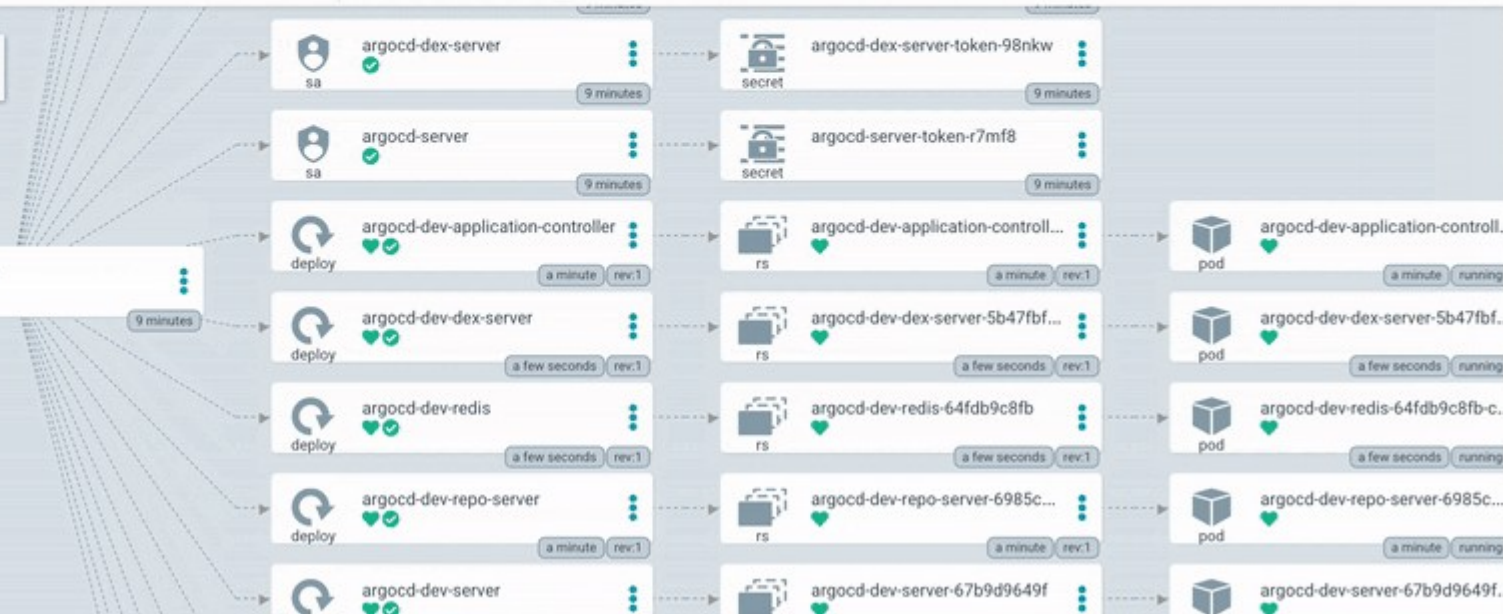 argocd-dex-server
sa
9 minutes
argocd-dex-server-token-98nkw
secret
9 minutes
argocd-server
sa
9 minutes
argocd-server-token-r7mf8
secret
9 minutes
9 minutes
argocd-dev-application-controller
deploy
a minute rev:1
argocd-dev-application-controll...
rs
a minute rev:1
argocd-dev-application-controll.
pod
a minute running
argocd-dev-dex-server
deploy
a few seconds rev:1
argocd-dev-dex-server-5b47fbf...
rs
a few seconds rev:1
argocd-dev-dex-server-5b47fbf.
pod
a few seconds running
argocd-dev-redis
deploy
a few seconds rev:1
argocd-dev-redis-64fdb9c8fb
rs
a few seconds rev:1
argocd-dev-redis-64fdb9c8fb-c.
pod
a few seconds running
argocd-dev-repo-server
deploy
a minute rev:1
argocd-dev-repo-server-6985c...
rs
a minute rev:1
argocd-dev-repo-server-6985c...
pod
a minute running
argocd-dev-server
argocd-dev-server-67b9d9649f
argocd-dev-server-67b9d9649f.